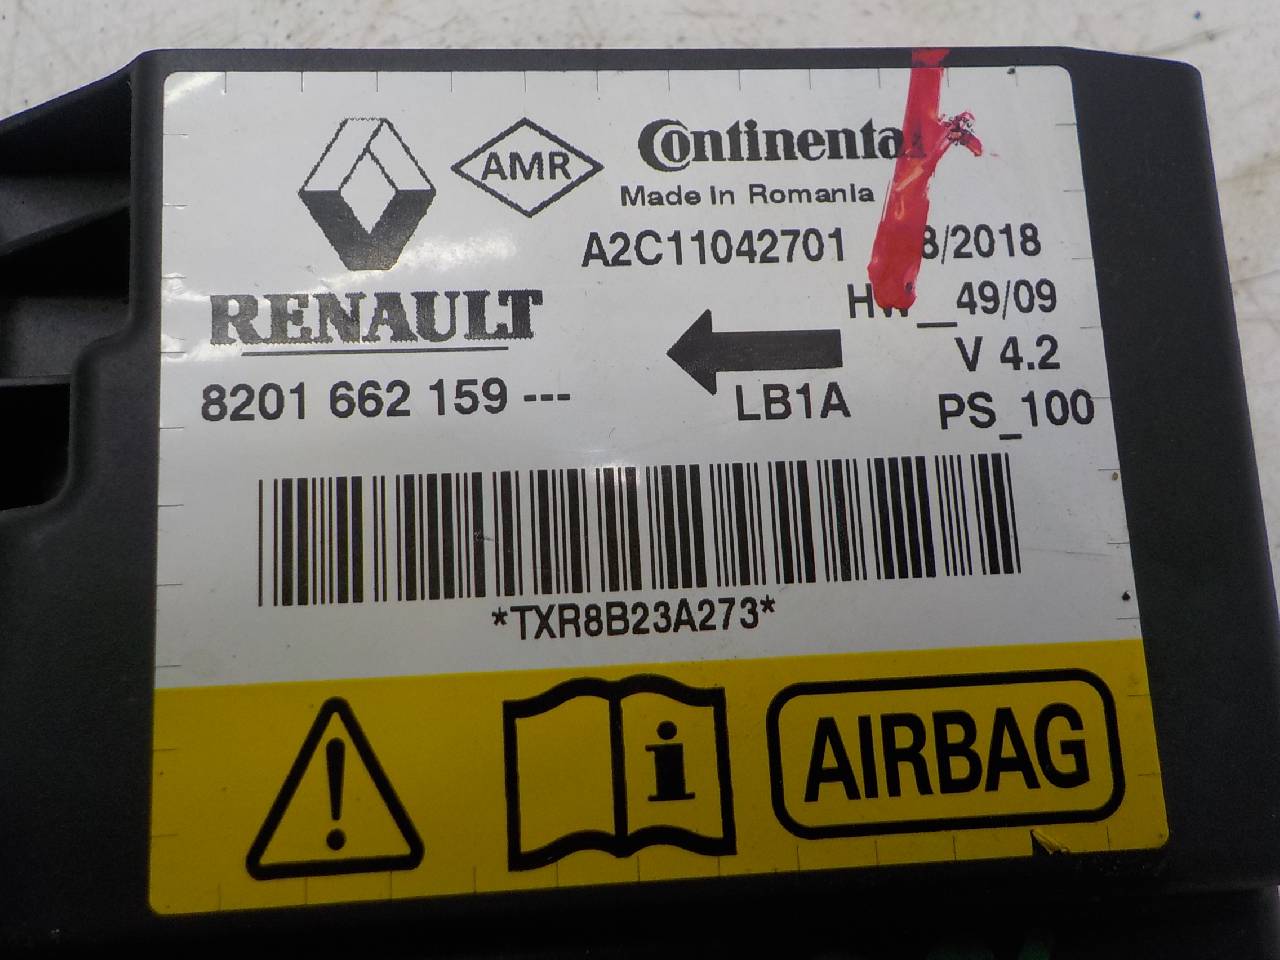 AMR
Continental
Made in Romania
A2C11042701 8/2018
RENAULT
HW_49/09
V 4.2
8201 662 159 ---
LB1A
PS_100
*TXR8B23A273*
i
AIRBAG